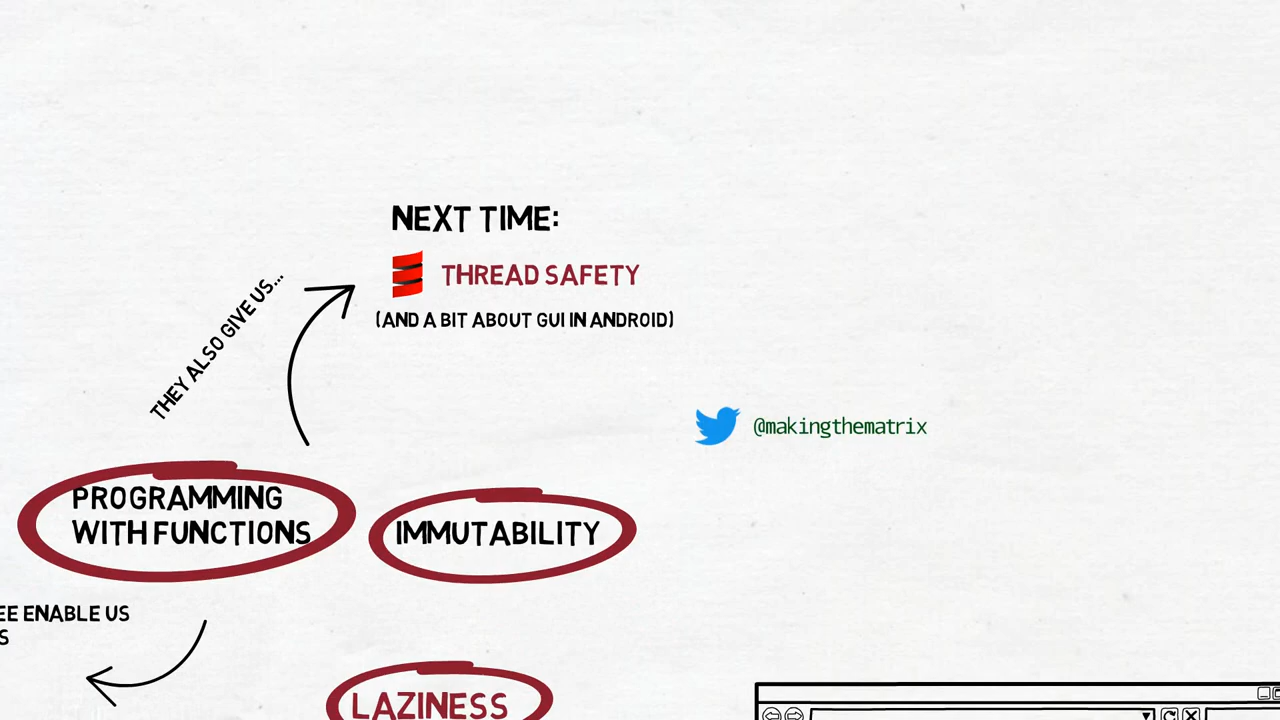 NEXT TIME:
THREAD SAFETY
(AND A BIT ABOUT GUI IN ANDROID)
THEY ALSO GIVE US...
@makingthematrix
PROGRAMMING
WITH FUNCTIONS
IMMUTABILITY
ENABLE US
LAZINESS